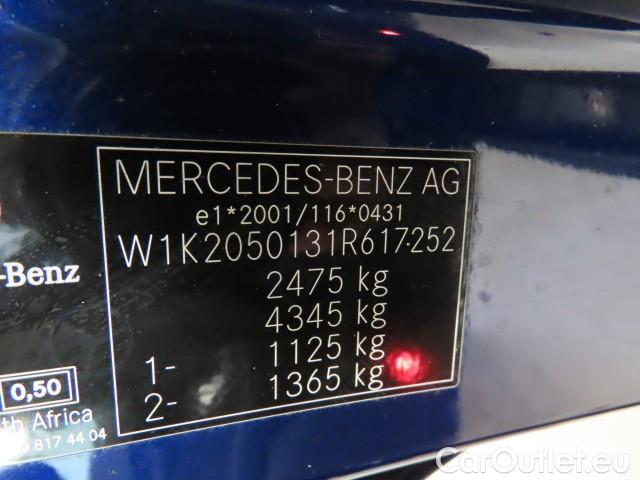 MERCEDES-BENZ AG
e1*2001/116*0431
W1K2050131R617252
2475 kg
4345 kg
1- 1125 kg
2- 1365 kg
-Benz
0,50
Africa
817 44 04
CarOutlet.eu